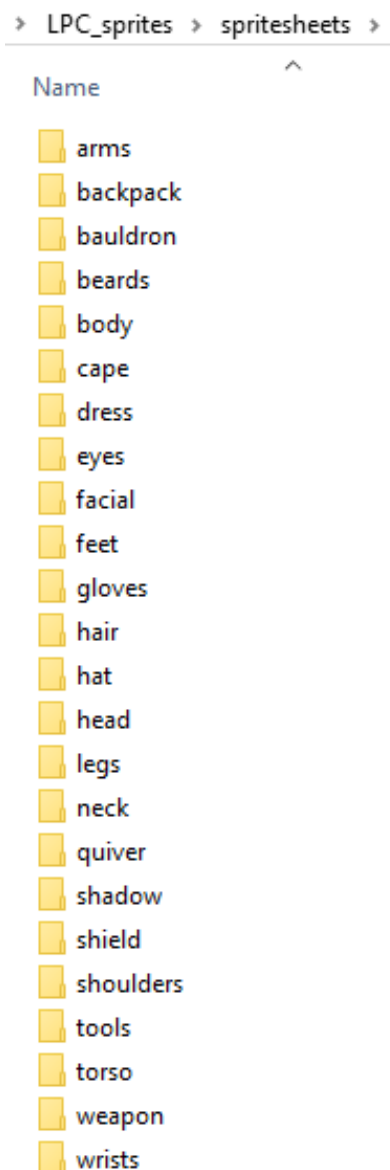 > LPC_sprites > spritesheets >
Name
arms
backpack
bauldron
beards
body
cape
dress
eyes
facial
feet
gloves
hair
hat
head
legs
neck
quiver
shadow
shield
shoulders
tools
torso
weapon
wrists